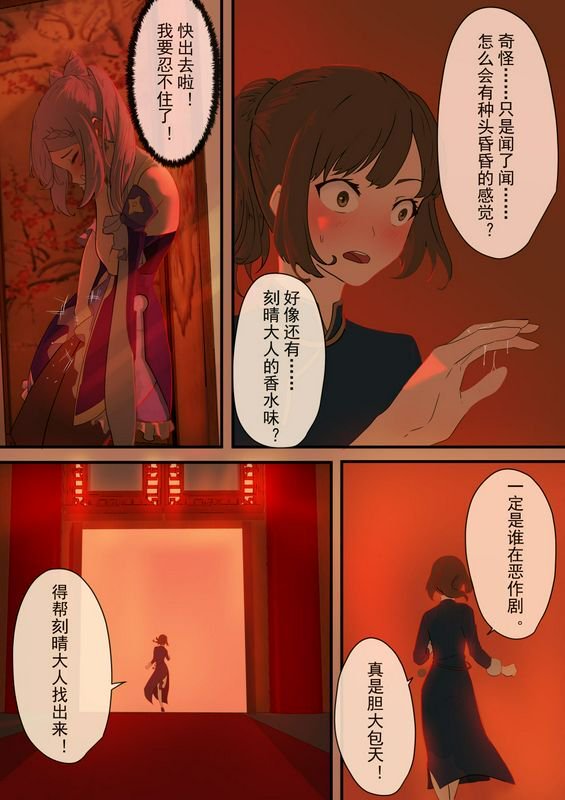 奇怪……只是闻了闻……
怎么会有种头昏昏的感觉？
好像还有……
刻晴大人的香水味？
快出去啦！
我要忍不住了！
一定是谁在恶作剧。
真是胆大包天！
得帮刻晴大人找出来！